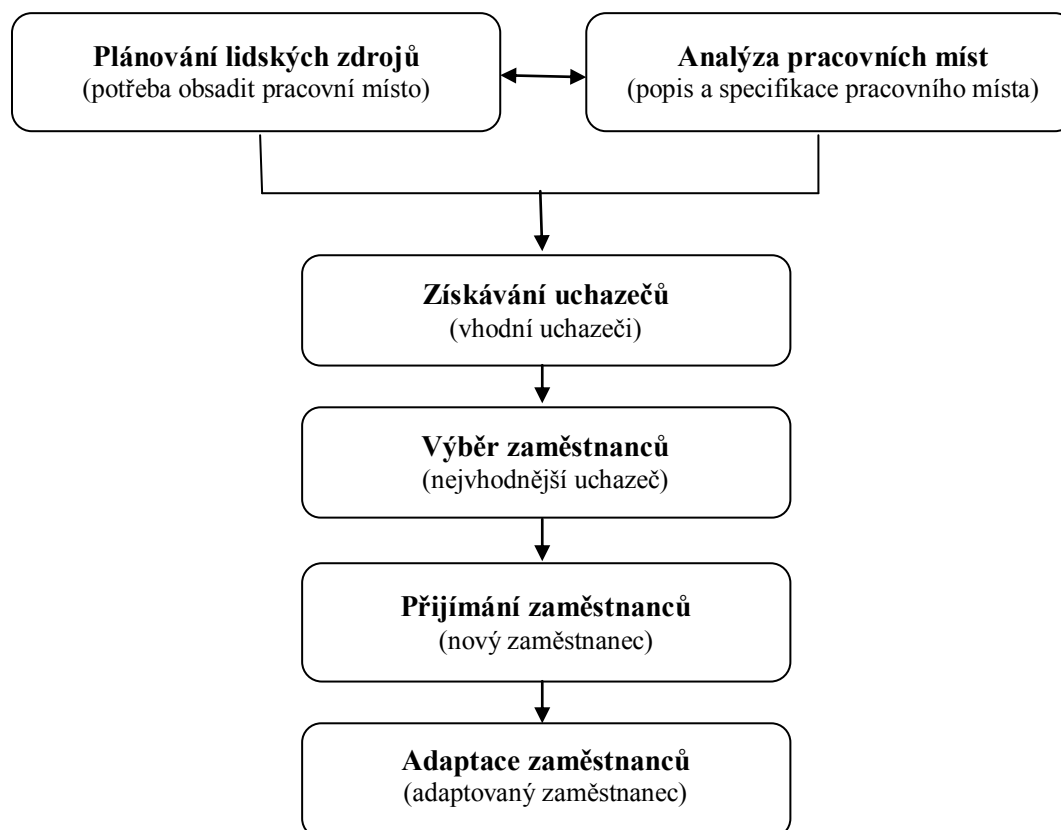 Plánování lidských zdrojů
(potřeba obsadit pracovní místo)
Analýza pracovních míst
(popis a specifikace pracovního místa)
Získávání uchazečů
(vhodní uchazeči)
Výběr zaměstnanců
(nejvhodnější uchazeč)
Přijímání zaměstnanců
(nový zaměstnanec)
Adaptace zaměstnanců
(adaptovaný zaměstnanec)